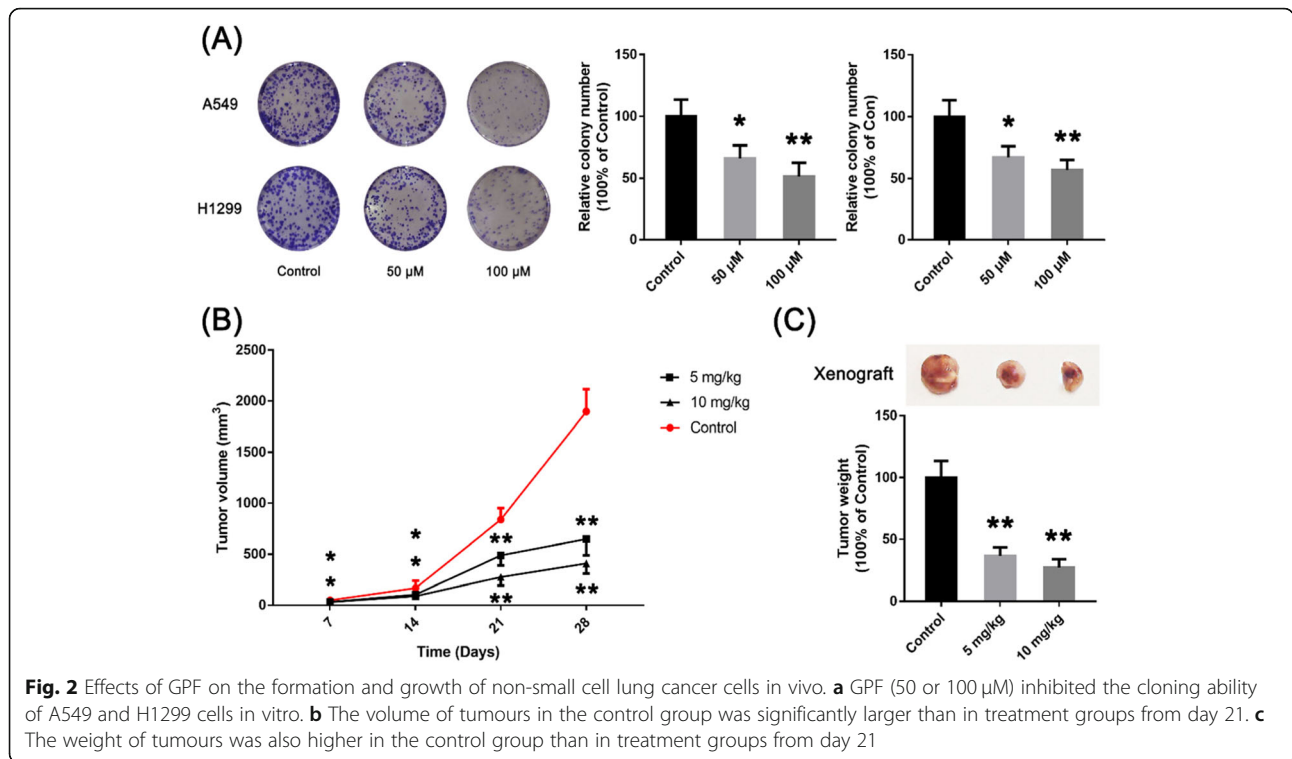 (A)
A549
H1299
Control
50 µM
100 µM
Relative colony number
(100% of Control)
150
100
50
0
*
**
Control
50 µM
100 µM
Relative colony number
(100% of Con)
150
100
50
0
*
**
Control
50 µM
100 µM
(B)
Tumor volume (mm³)
2500
2000
1500
1000
500
0
*
*
*
*
**
**
**
**
7
14
21
28
Time (Days)
5 mg/kg
10 mg/kg
Control
(C)
Xenograft
Tumor weight
(100% of Control)
150
100
50
0
**
**
Control
5 mg/kg
10 mg/kg
Fig. 2 Effects of GPF on the formation and growth of non-small cell lung cancer cells in vivo. a GPF (50 or 100 µM) inhibited the cloning ability
of A549 and H1299 cells in vitro. b The volume of tumours in the control group was significantly larger than in treatment groups from day 21. c
The weight of tumours was also higher in the control group than in treatment groups from day 21